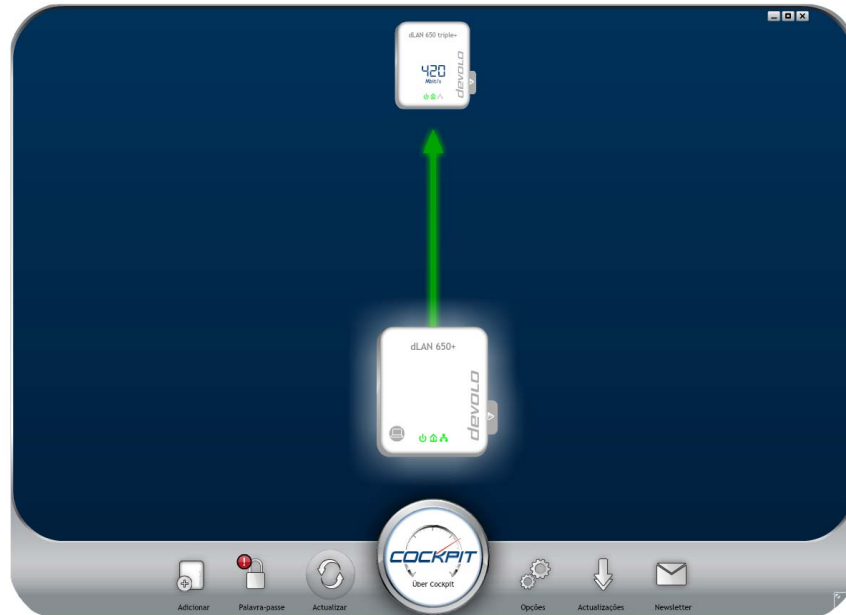 dLAN 650 triple+
420
Mbit/s
devolo
dLAN 650+
devolo
COCKPIT
Über Cockpit
Adicionar
Palavra-passe
Actualizar
Opções
Actualizações
Newsletter